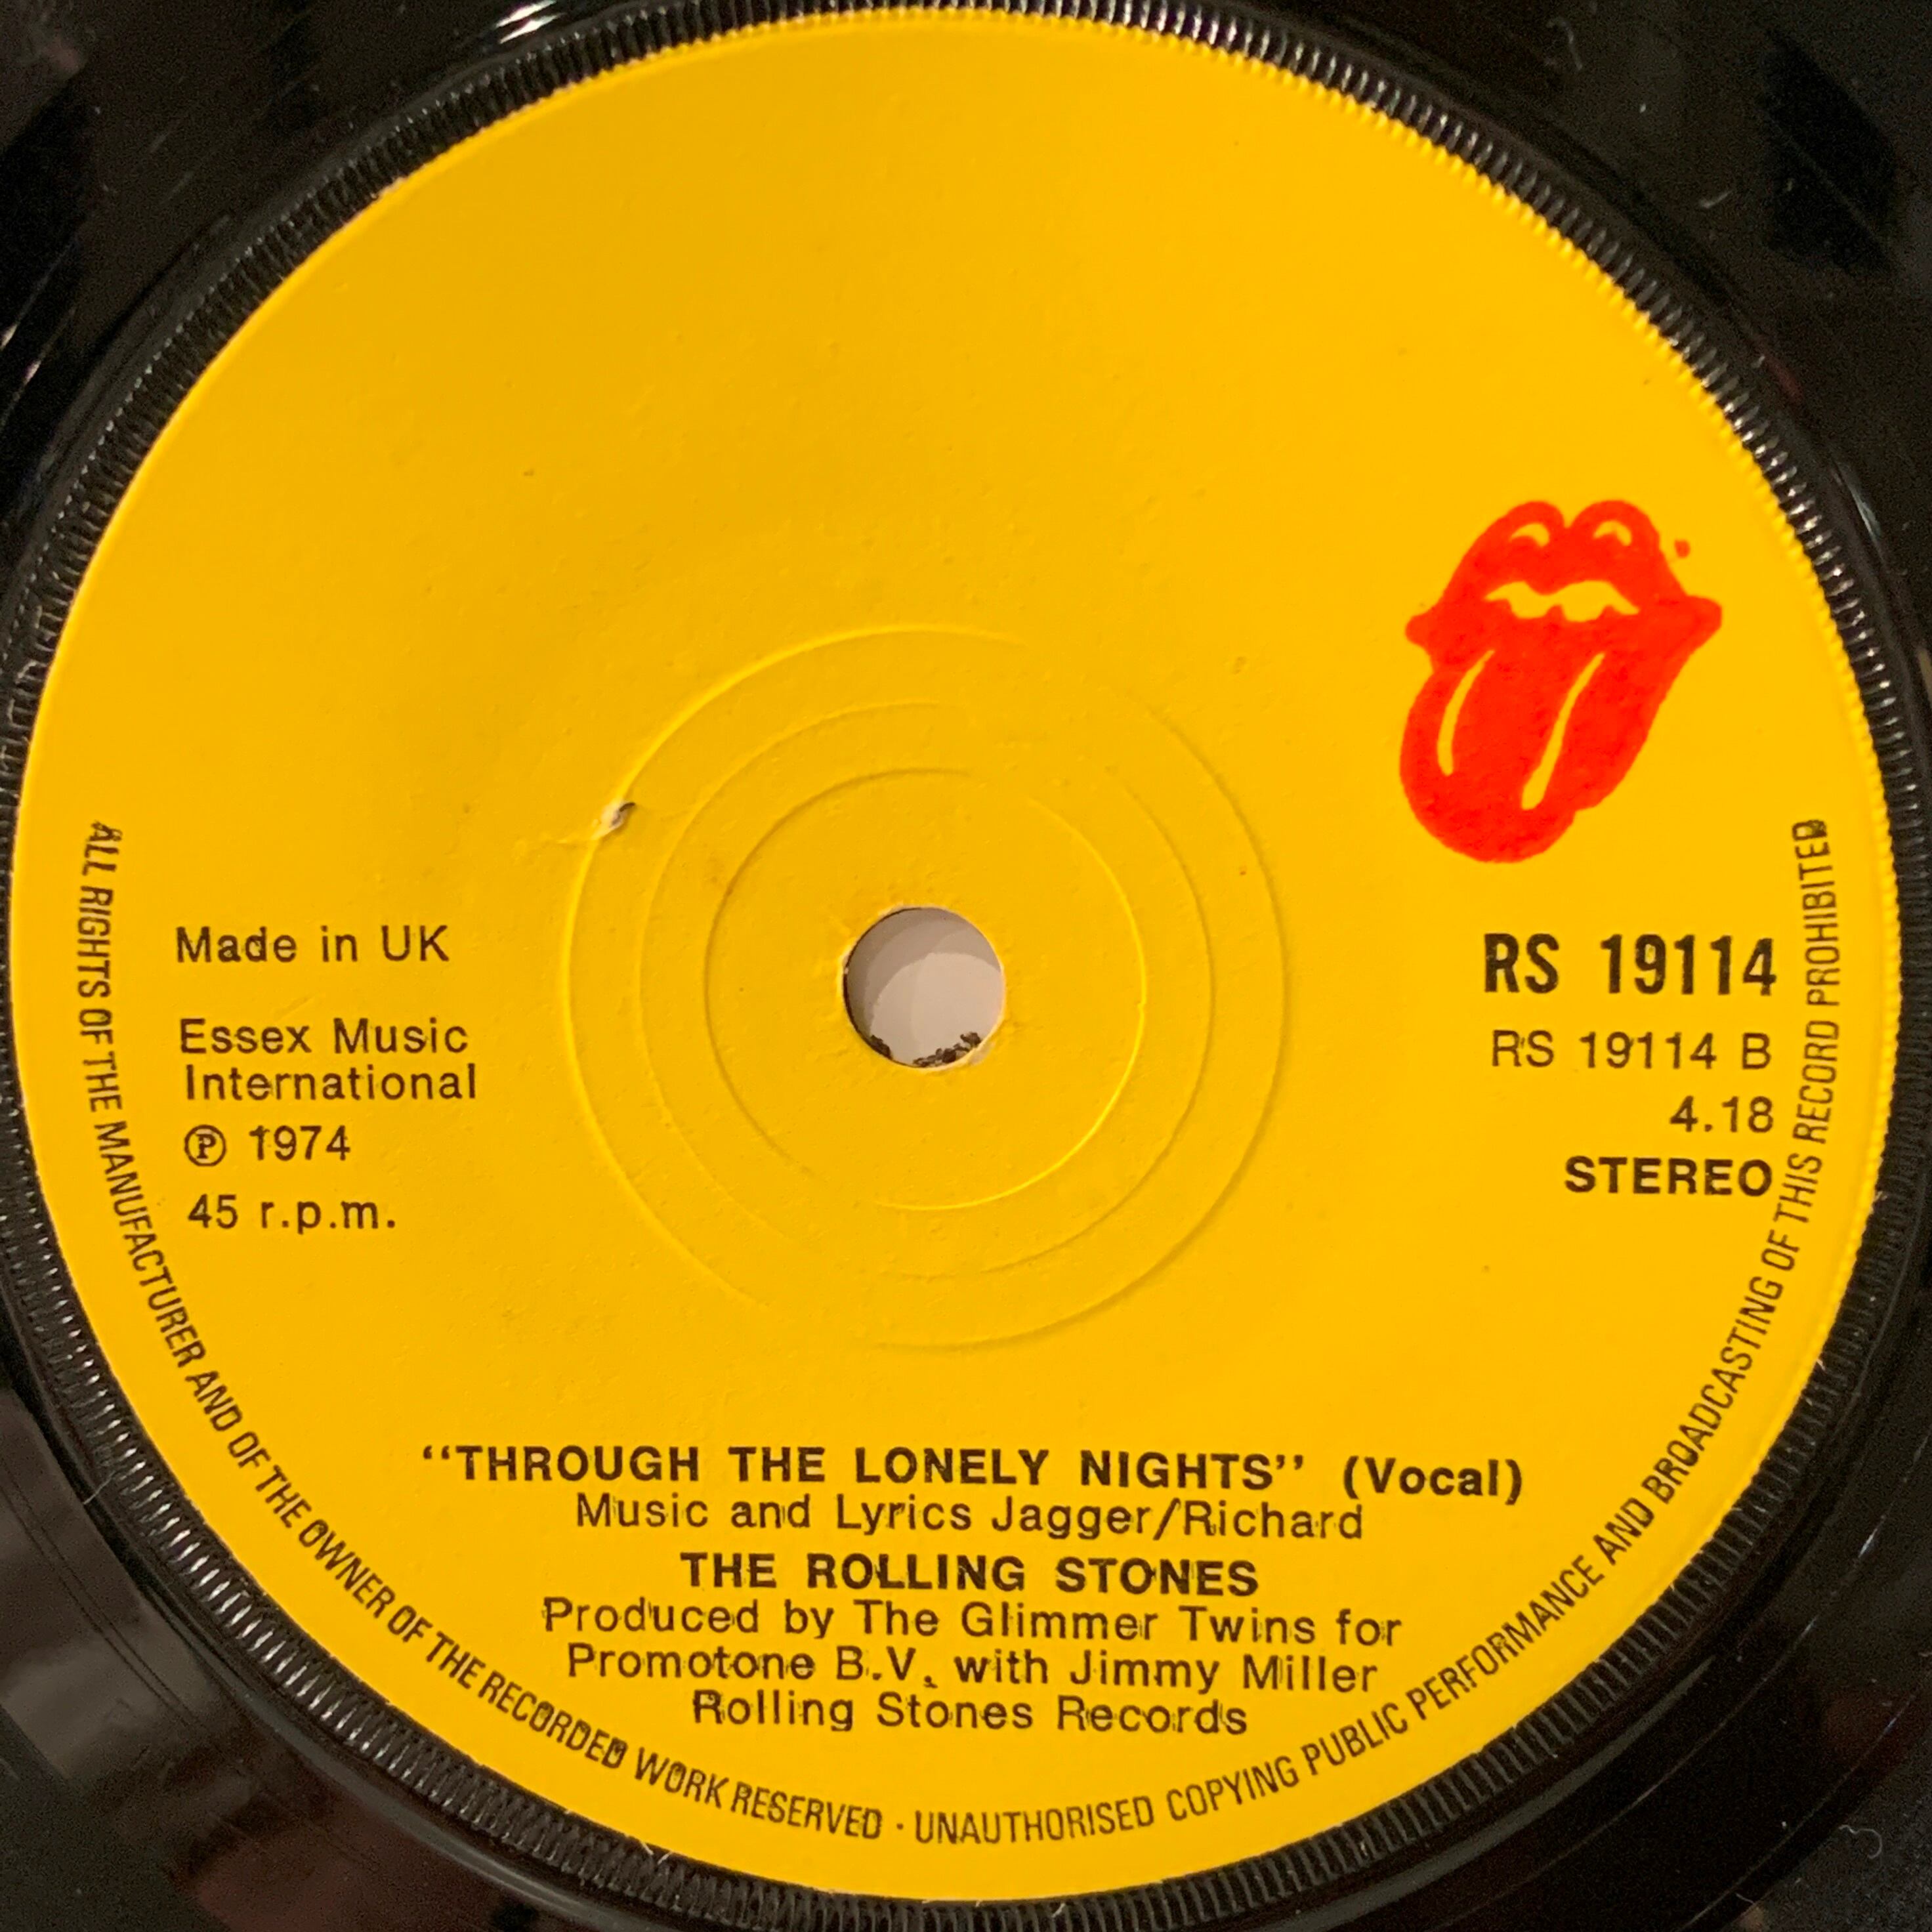 Made in UK
Essex Music
International
Ⓟ 1974
45 r.p.m.
RS 19114
RS 19114 B
4.18
STEREO
“THROUGH THE LONELY NIGHTS” (Vocal)
Music and Lyrics Jagger/Richard
THE ROLLING STONES
Produced by The Glimmer Twins for
Promotone B.V. with Jimmy Miller
Rolling Stones Records
ALL RIGHTS OF THE MANUFACTURER AND OF THE OWNER OF THE RECORDED WORK RESERVED · UNAUTHORISED COPYING PUBLIC PERFORMANCE AND BROADCASTING OF THIS RECORD PROHIBITED